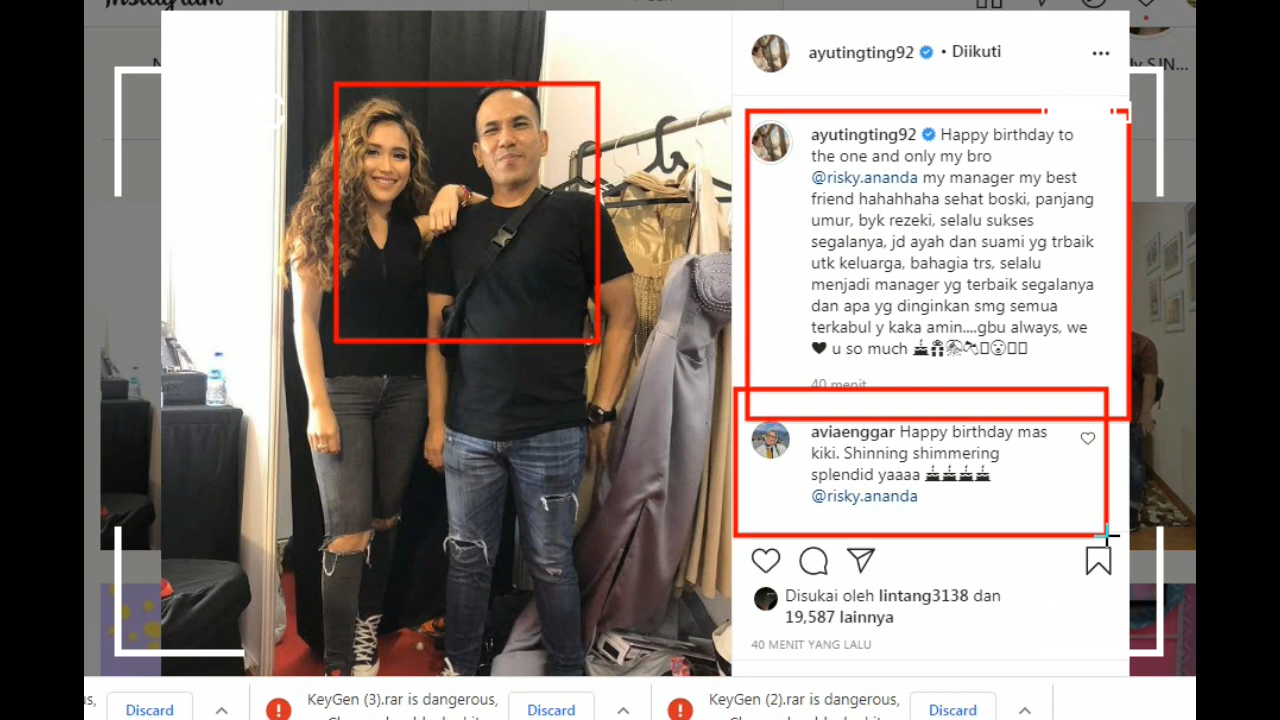 Instagram
ayutingting92 • Diikuti
ayutingting92 Happy birthday to
the one and only my bro
@risky.ananda my manager my best
friend hahahhaha sehat boski, panjang
umur, byk rezeki, selalu sukses
segalanya, jd ayah dan suami yg trbaik
utk keluarga, bahagia trs, selalu
menjadi manager yg terbaik segalanya
dan apa yg dinginkan smg semua
terkabul y kaka amin....gbu always, we
♥ u so much
40 menit
aviaenggar Happy birthday mas
kiki. Shinning shimmering
splendid yaaaa
@risky.ananda
Disukai oleh lintang3138 dan
19,587 lainnya
40 MENIT YANG LALU
Discard
KeyGen (3).rar is dangerous,
Discard
KeyGen (2).rar is dangerous,
Discard